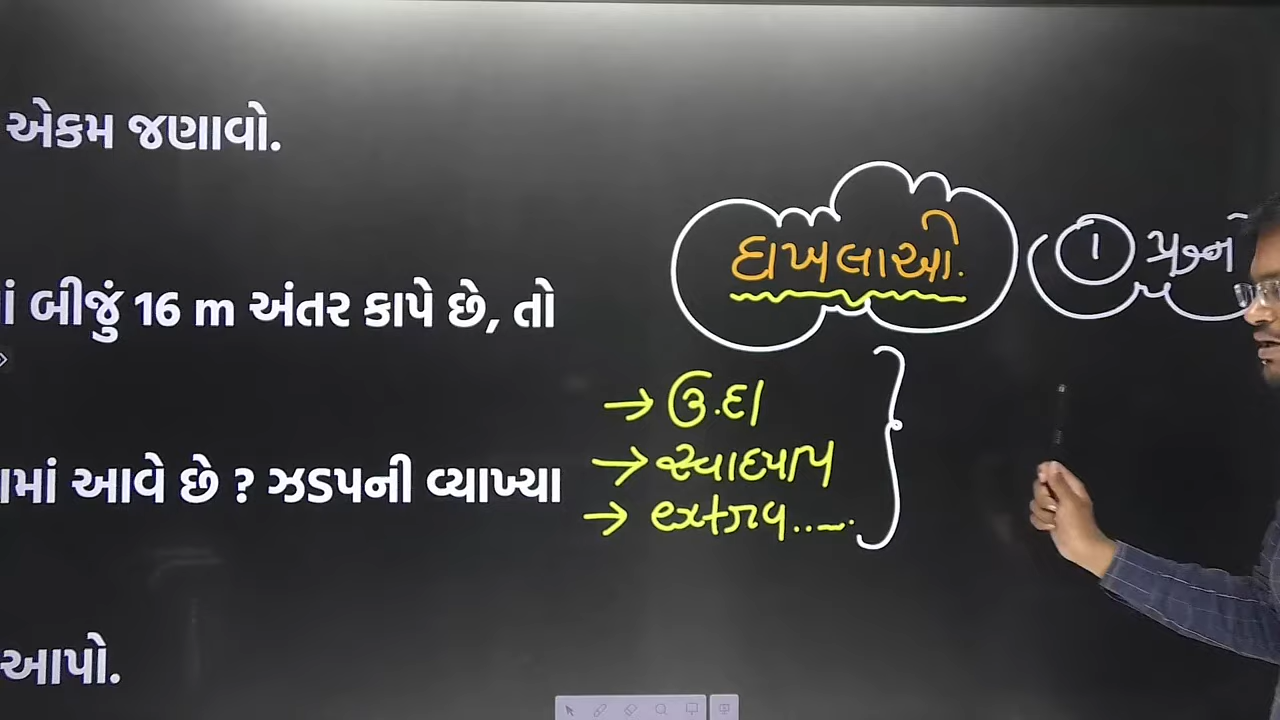 એકમ જણાવો.
દાખલાઓ.
1
માં બીજું 16 m અંતર કાપે છે, તો
→ ઉ.દા
→ સ્વાધ્યાય
મામાં આવે છે ? ઝડપની વ્યાખ્યા
→ extra.....
આપો.